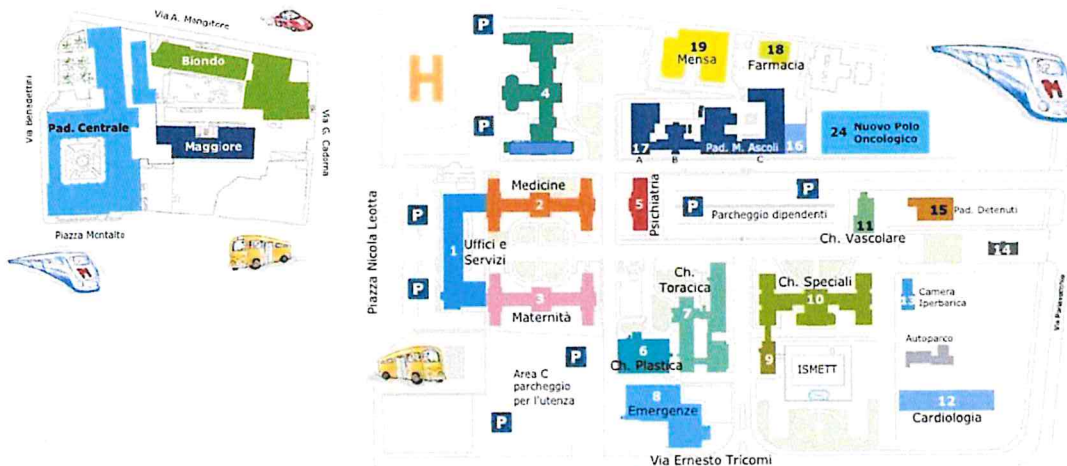 Via A. Mangitore
Via Benedettini
Biondo
Pad. Centrale
Maggiore
Via G. Cadorna
Piazza Montalto
M
P
H
4
P
19
Mensa
18
Farmacia
M
17
A
B
Pad. M. Ascoli
C
16
24 Nuovo Polo
Oncologico
Piazza Nicola Leotta
P
P
1
Uffici e
Servizi
Medicine
2
3
Maternità
5
Psichiatria
P
P
Parcheggio dipendenti
11
Ch. Vascolare
15
Pad. Detenuti
14
Ch.
Toracica
7
Ch. Speciali
10
9
ISMETT
13
Camera
Iperbarica
Autoparco
12
Cardiologia
6
Ch. Plastica
8
Emergenze
P
Area C
parcheggio
per l'utenza
P
Via Ernesto Tricomi